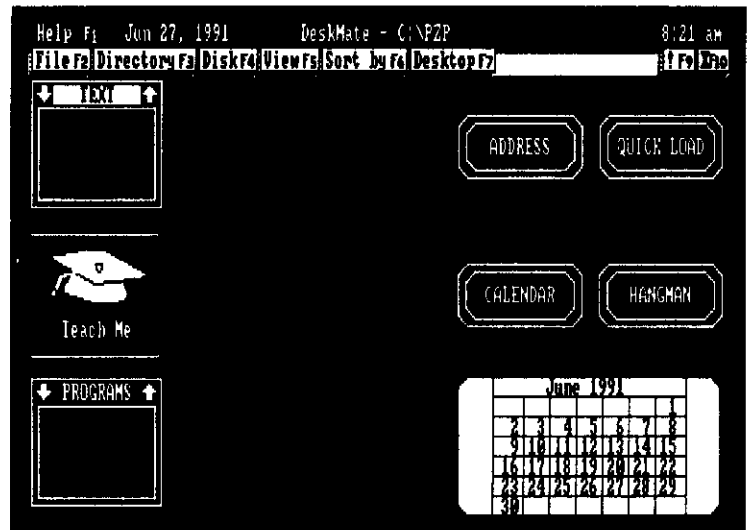 Help F1 Jun 27, 1991 DeskMate - C:\PZP 8:21 am
File F2 Directory F3 Disk F4 View F5 Sort by F6 Desktop F7 F9 F10
TEXT
ADDRESS QUICK LOAD
Teach Me
CALENDAR HANGMAN
PROGRAMS
June 1991
1
2 3 4 5 6 7 8
9 10 11 12 13 14 15
16 17 18 19 20 21 22
23 24 25 26 27 28 29
30